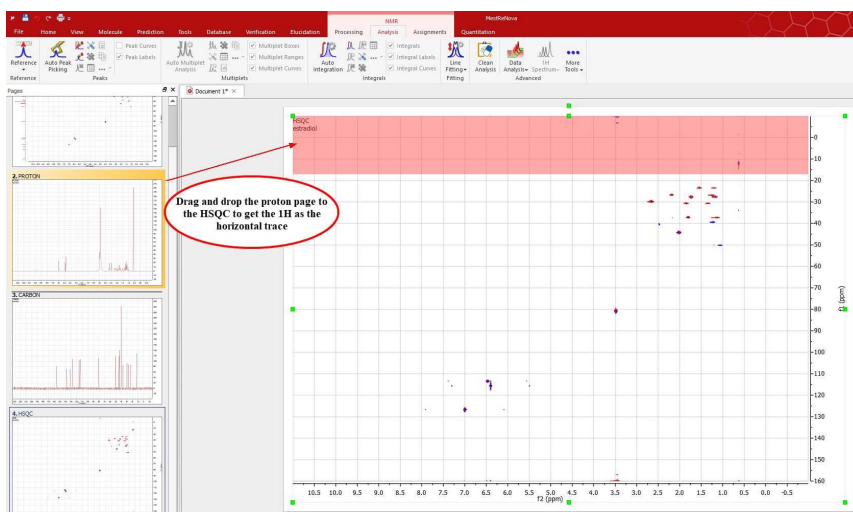 NMR
MestReNova
File Home View Molecule Prediction Tools Database Verification Elucidation Processing Analysis Assignments Quantitation
Reference
Auto Peak Picking
Peak Curves
Peak Labels
Auto Multiplet Analysis
Multiplet Boxes
Multiplet Ranges
Multiplet Curves
Auto Integration
Integrals
Integral Labels
Integral Curves
Line Fitting
Clean Analysis
Data Analysis
1H Spectrum
More Tools
Reference Peaks Multiplets Integrals Fitting Advanced
Pages
Document 1*
HSQC
estradiol
2. PROTON
Drag and drop the proton page to
the HSQC to get the 1H as the
horizontal trace
3. CARBON
4. HSQC
0
10
20
30
40
50
60
70
80
90
100
110
120
130
140
150
160
f1 (ppm)
10.5 10.0 9.5 9.0 8.5 8.0 7.5 7.0 6.5 6.0 5.5 5.0 4.5 4.0 3.5 3.0 2.5 2.0 1.5 1.0 0.5 0.0 -0.5
f2 (ppm)